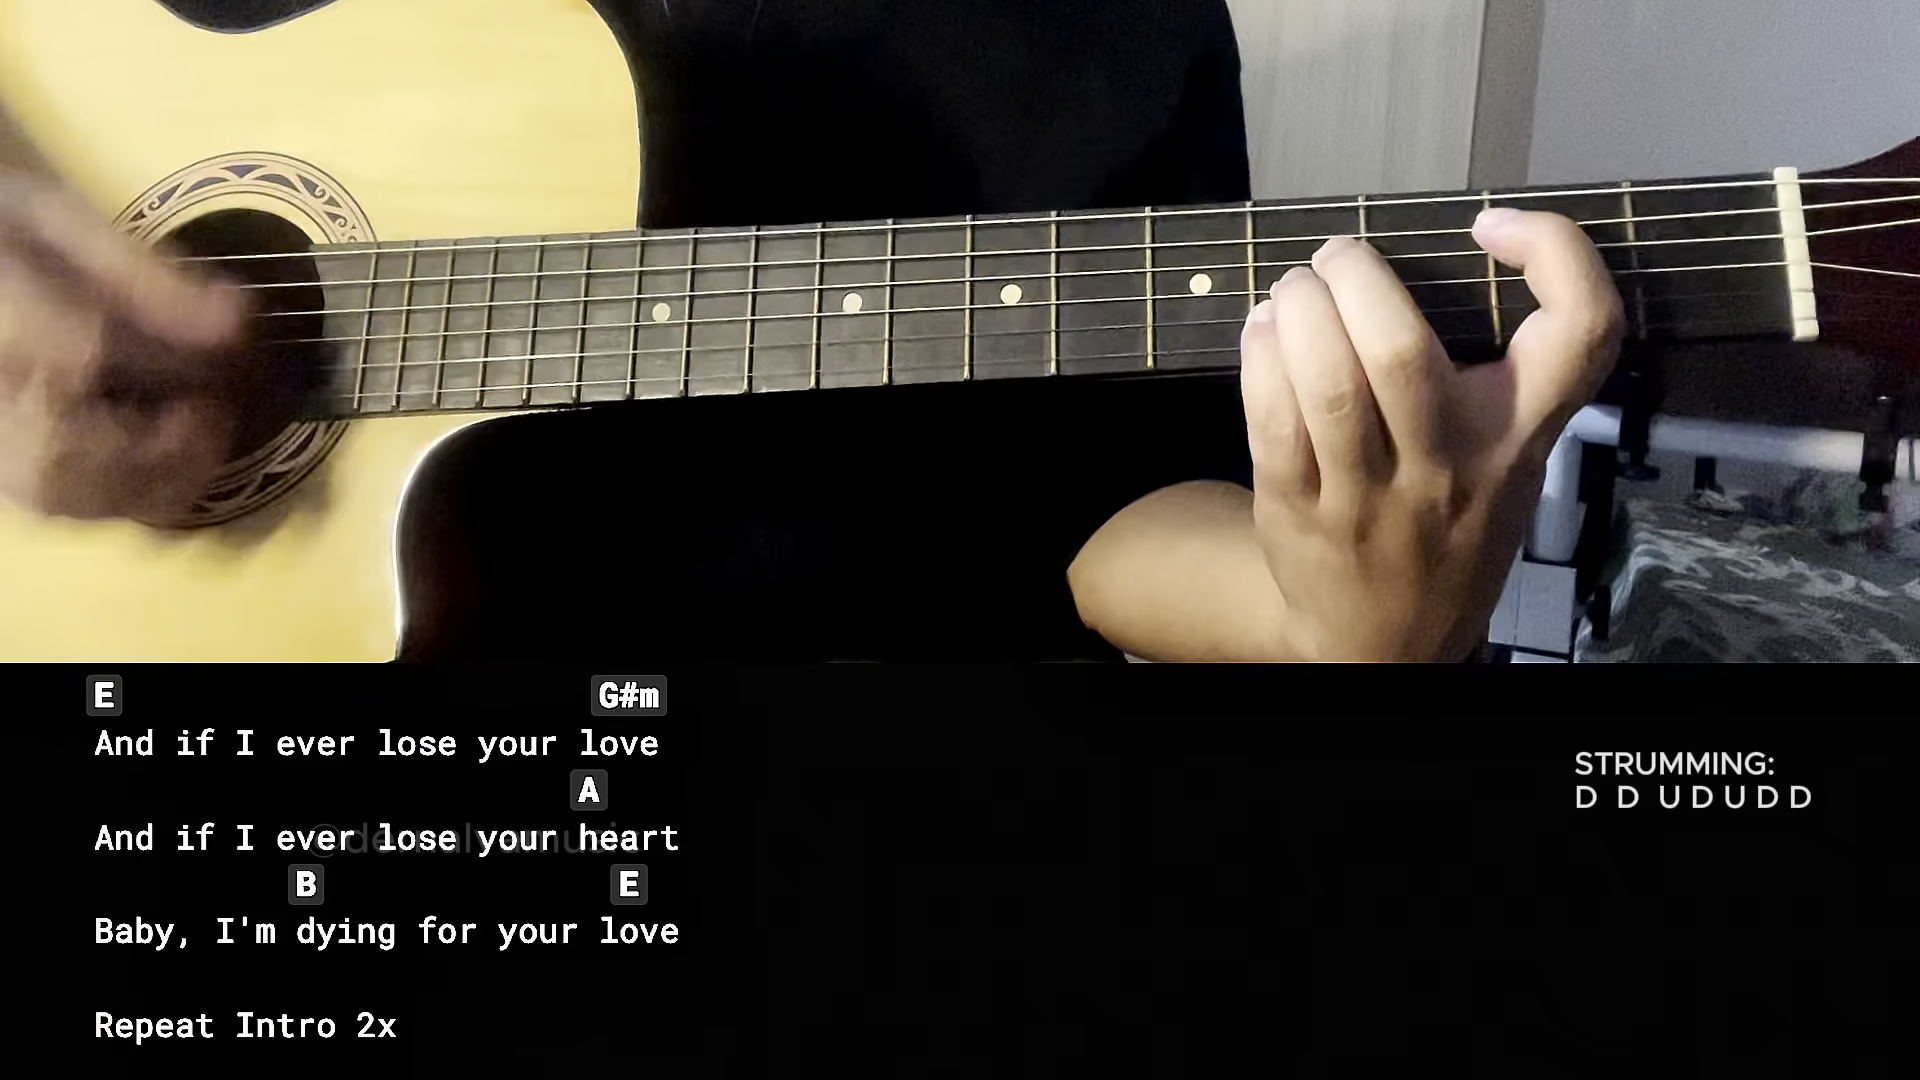 E G#m
And if I ever lose your love
A
And if I ever lose your heart
B E
Baby, I'm dying for your love
Repeat Intro 2x
STRUMMING:
D D U D U D D